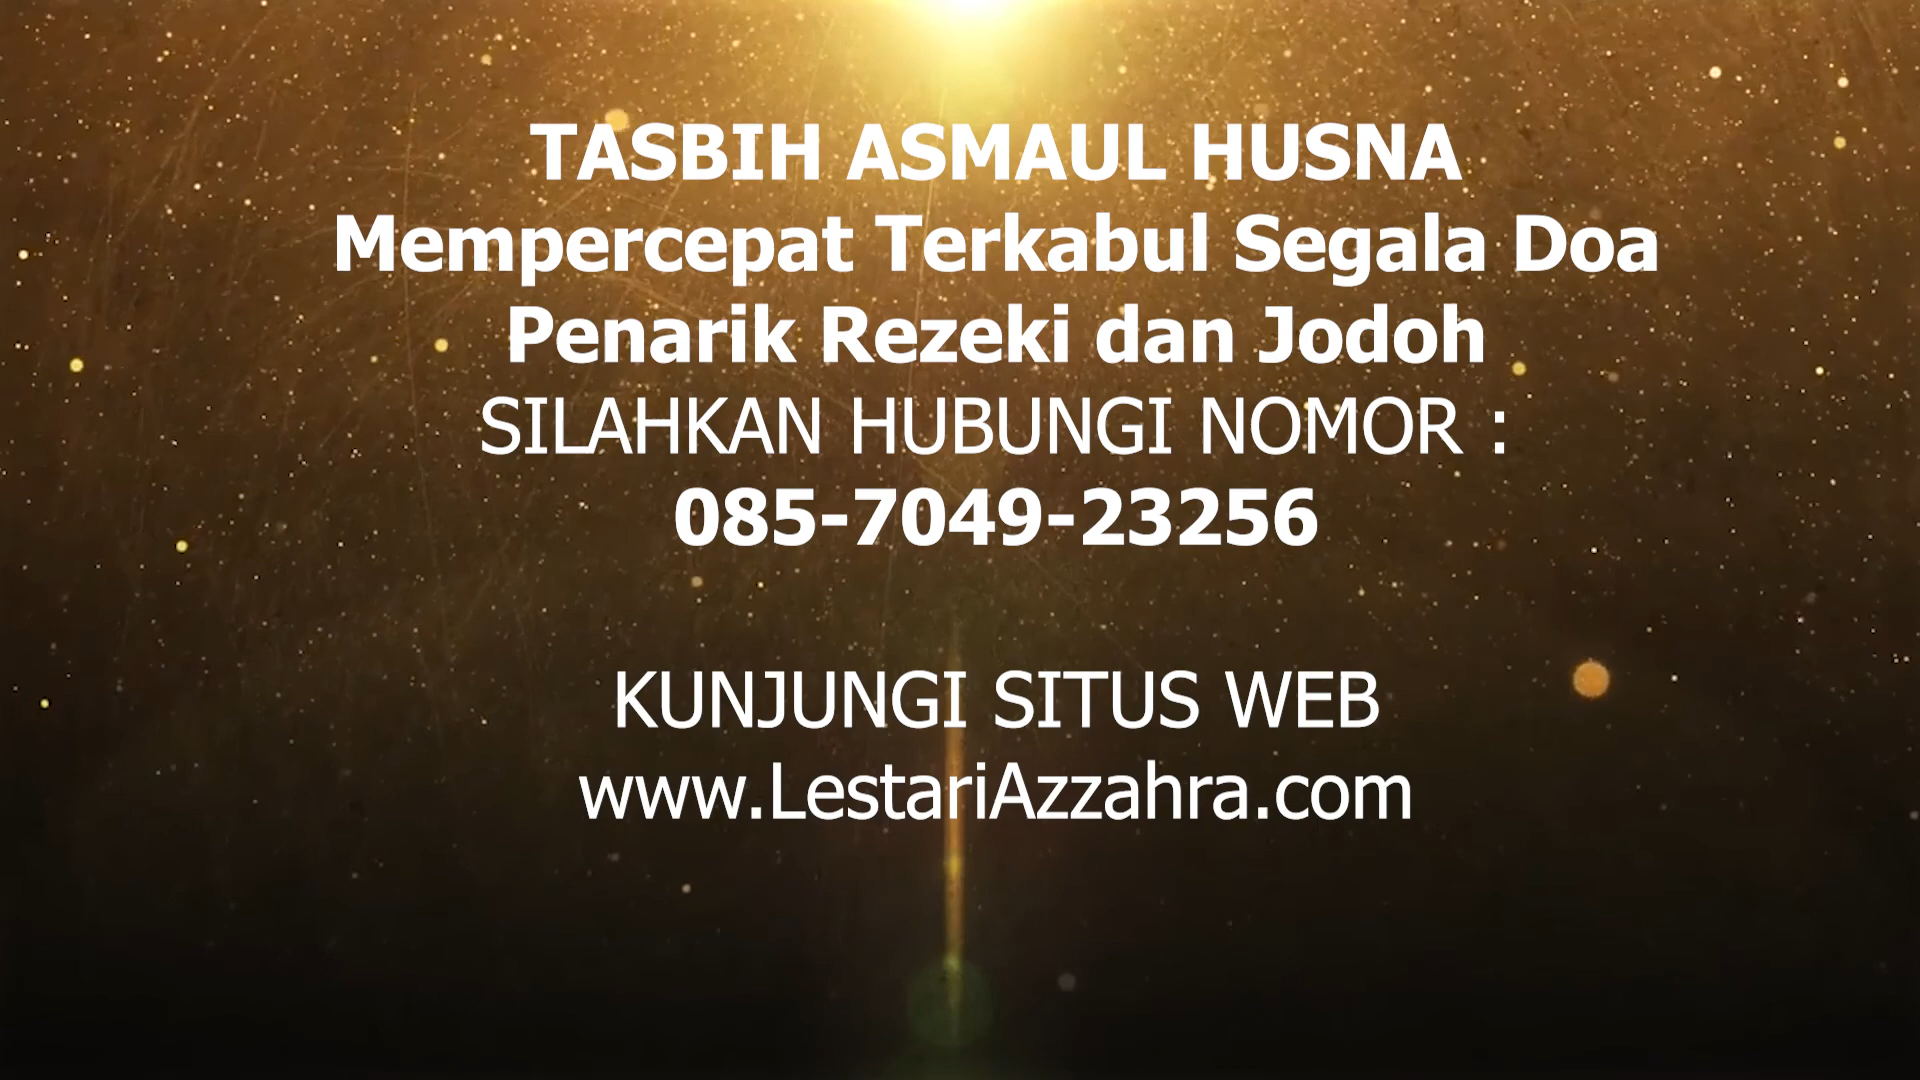 TASBIH ASMAUL HUSNA
Mempercepat Terkabul Segala Doa
Penarik Rezeki dan Jodoh
SILAHKAN HUBUNGI NOMOR :
085-7049-23256
KUNJUNGI SITUS WEB
www.LestariAzzahra.com